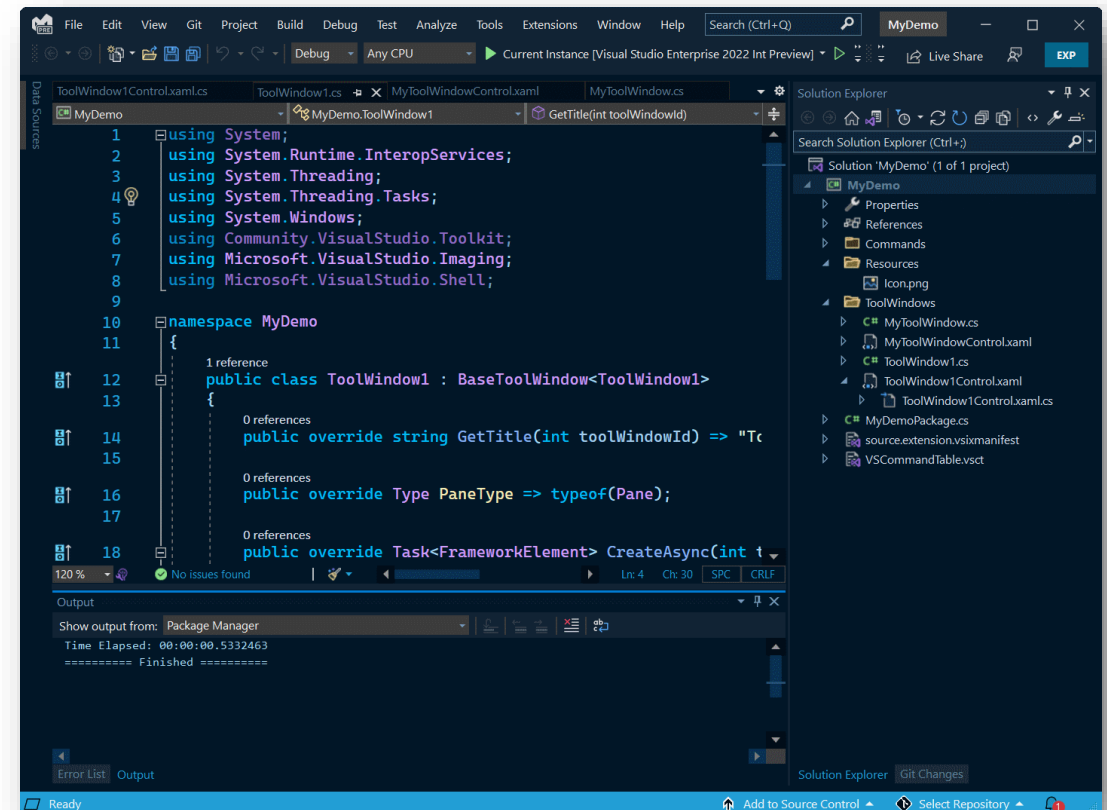 PRE
File Edit View Git Project Build Debug Test Analyze Tools Extensions Window Help Search (Ctrl+Q) MyDemo
Debug Any CPU Current Instance [Visual Studio Enterprise 2022 Int Preview] Live Share EXP
Data Sources
ToolWindow1Control.xaml.cs ToolWindow1.cs MyToolWindowControl.xaml MyToolWindow.cs
MyDemo MyDemo.ToolWindow1 GetTitle(int toolWindowId)
1 using System;
2 using System.Runtime.InteropServices;
3 using System.Threading;
4 using System.Threading.Tasks;
5 using System.Windows;
6 using Community.VisualStudio.Toolkit;
7 using Microsoft.VisualStudio.Imaging;
8 using Microsoft.VisualStudio.Shell;
9
10 namespace MyDemo
11 {
1 reference
12 public class ToolWindow1 : BaseToolWindow<ToolWindow1>
13 {
0 references
14 public override string GetTitle(int toolWindowId) => "To
15
0 references
16 public override Type PaneType => typeof(Pane);
17
0 references
18 public override Task<FrameworkElement> CreateAsync(int t
120 % No issues found Ln: 4 Ch: 30 SPC CRLF
Output
Show output from: Package Manager
Time Elapsed: 00:00:00.5332463
========== Finished ==========
Error List Output
Solution Explorer
Search Solution Explorer (Ctrl+;)
Solution 'MyDemo' (1 of 1 project)
C# MyDemo
Properties
References
Commands
Resources
Icon.png
ToolWindows
C# MyToolWindow.cs
MyToolWindowControl.xaml
C# ToolWindow1.cs
ToolWindow1Control.xaml
ToolWindow1Control.xaml.cs
C# MyDemoPackage.cs
source.extension.vsixmanifest
VSCommandTable.vsct
Solution Explorer Git Changes
Ready Add to Source Control Select Repository 1